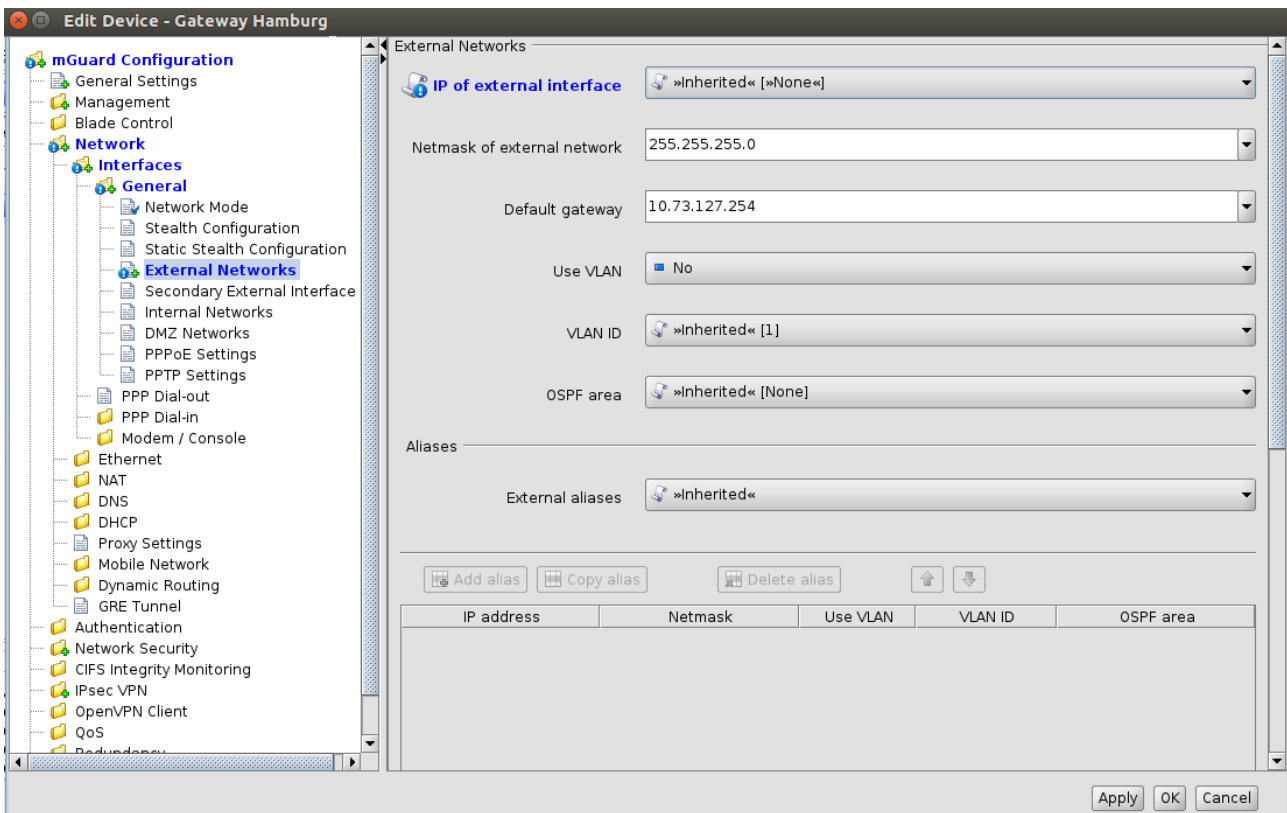 Edit Device - Gateway Hamburg
mGuard Configuration
General Settings
Management
Blade Control
Network
Interfaces
General
Network Mode
Stealth Configuration
Static Stealth Configuration
External Networks
Secondary External Interface
Internal Networks
DMZ Networks
PPPoE Settings
PPTP Settings
PPP Dial-out
PPP Dial-in
Modem / Console
Ethernet
NAT
DNS
DHCP
Proxy Settings
Mobile Network
Dynamic Routing
GRE Tunnel
Authentication
Network Security
CIFS Integrity Monitoring
IPsec VPN
OpenVPN Client
QoS
Redundancy
External Networks
IP of external interface »Inherited« [»None«]
Netmask of external network 255.255.255.0
Default gateway 10.73.127.254
Use VLAN No
VLAN ID »Inherited« [1]
OSPF area »Inherited« [None]
Aliases
External aliases »Inherited«
Add alias Copy alias Delete alias
IP address Netmask Use VLAN VLAN ID OSPF area
Apply OK Cancel